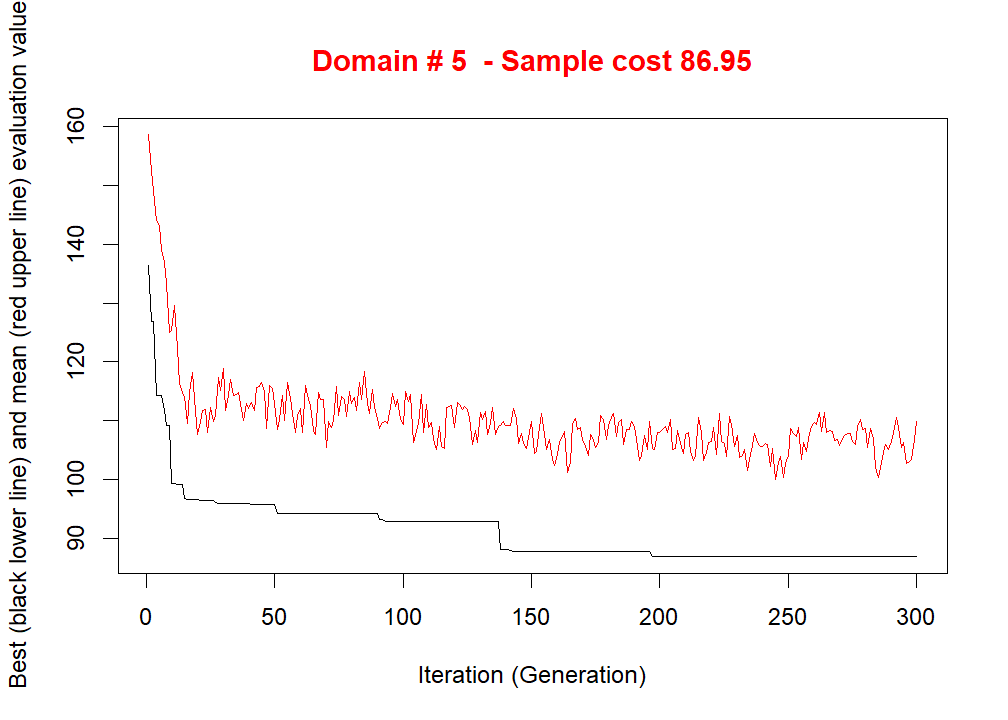 Domain # 5  - Sample cost 86.95
Best (black lower line) and mean (red upper line) evaluation value
160
140
120
100
90
0 50 100 150 200 250 300
Iteration (Generation)